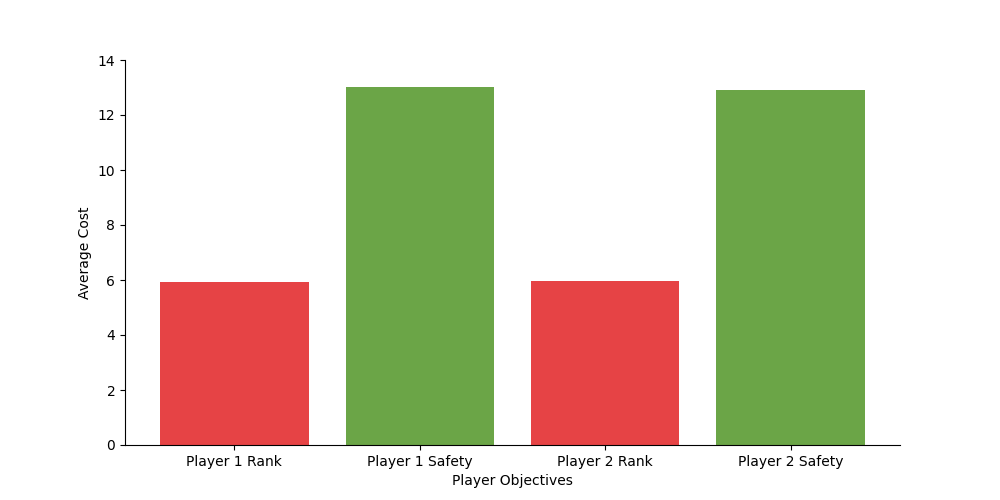 14
12
10
8
6
4
2
0
Average Cost
Player 1 Rank
Player 1 Safety
Player 2 Rank
Player 2 Safety
Player Objectives